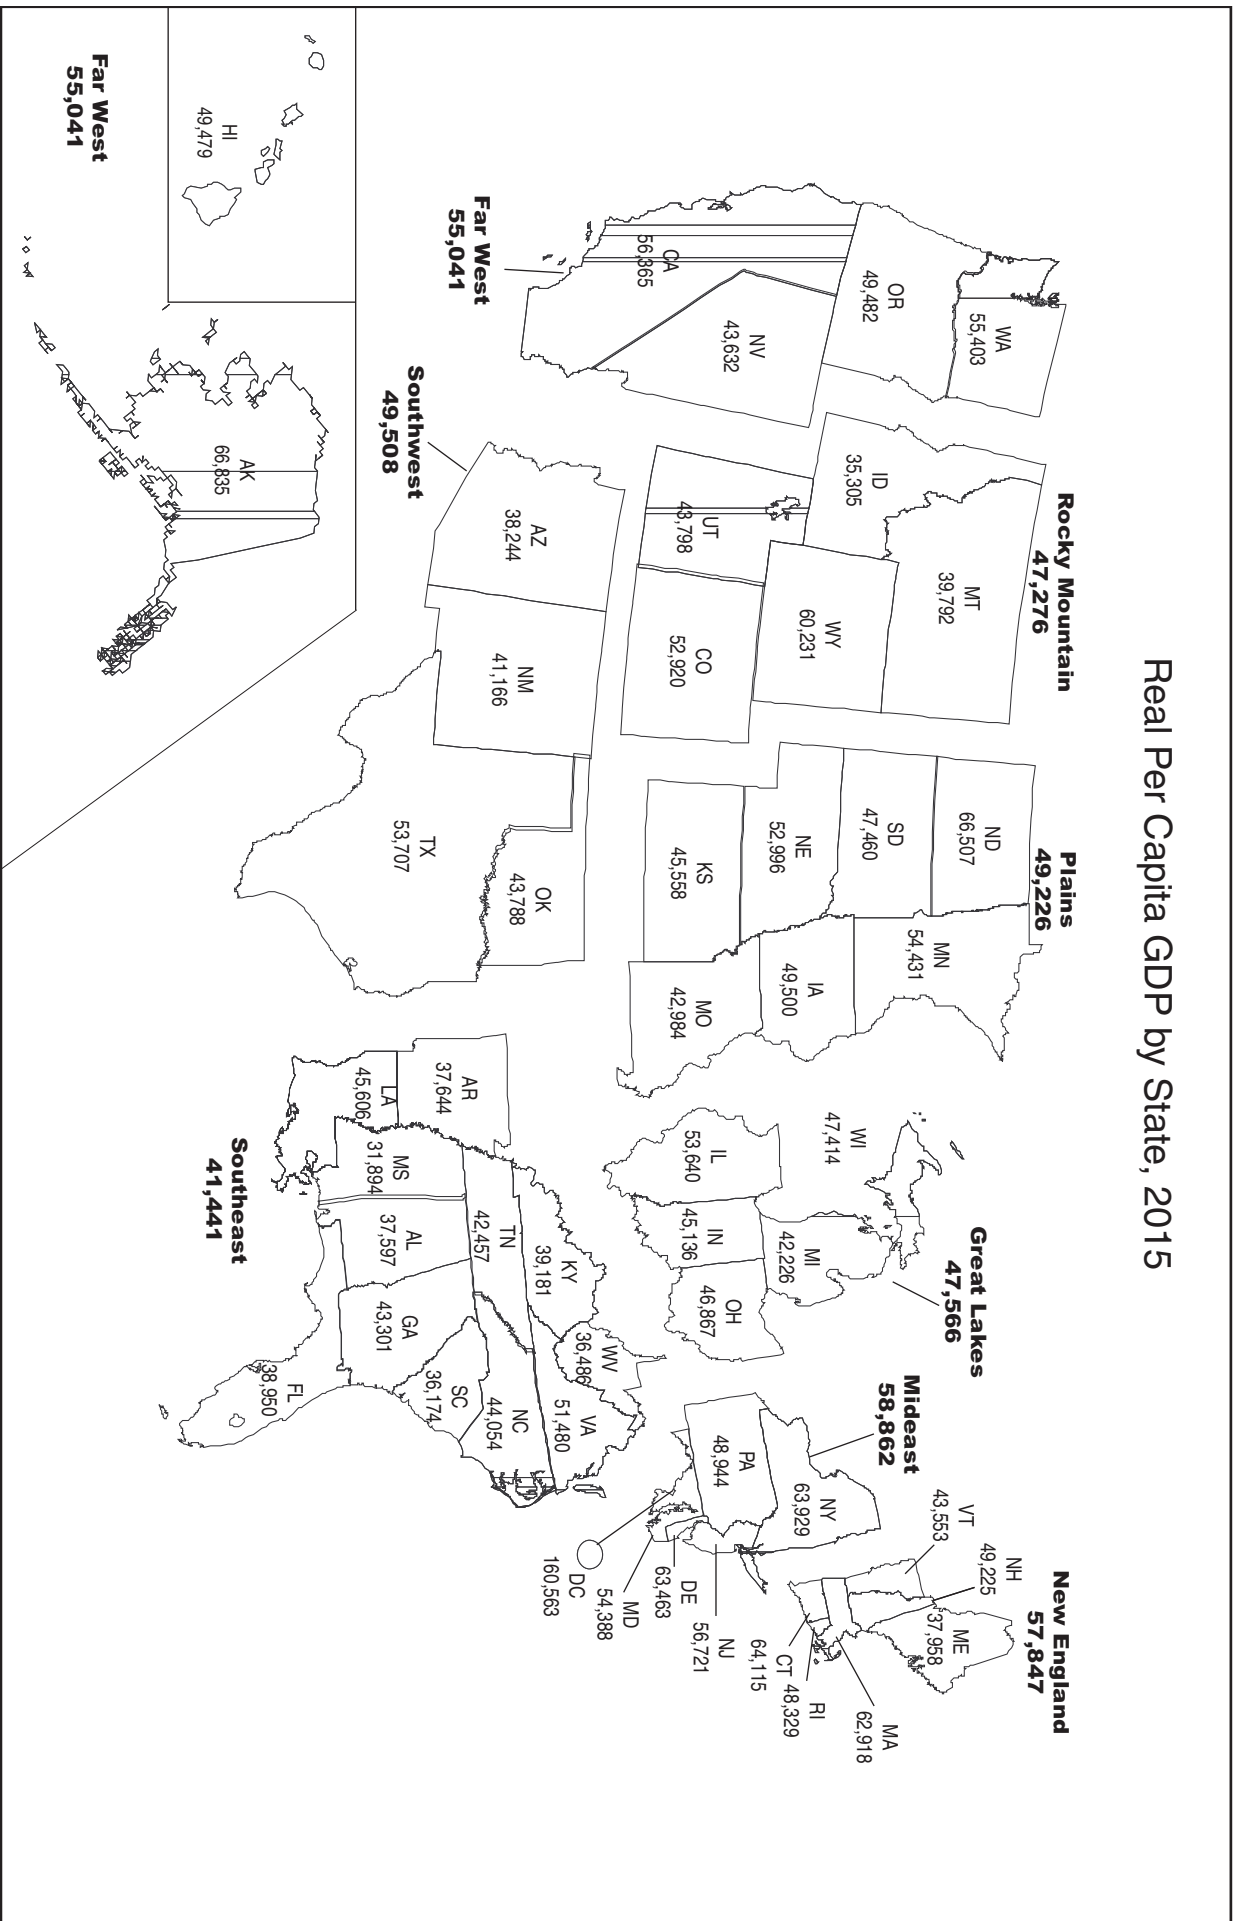 Real Per Capita GDP by State, 2015
Far West
55,041
WA
55,403
OR
49,482
CA
56,365
NV
43,632
Far West
55,041
HI
49,479
AK
66,835
Rocky Mountain
47,276
MT
39,792
ID
35,305
WY
60,231
UT
43,798
CO
52,920
Southwest
49,508
AZ
38,244
NM
41,166
TX
53,707
OK
43,788
Plains
49,226
ND
66,507
SD
47,460
NE
52,996
KS
45,558
MN
54,431
IA
49,500
MO
42,984
Great Lakes
47,566
WI
47,414
MI
42,226
IL
53,640
IN
45,136
OH
46,867
Southeast
41,441
AR
37,644
LA
45,606
MS
31,894
AL
37,597
TN
42,457
KY
39,181
GA
43,301
FL
38,950
SC
36,174
NC
44,054
VA
51,480
WV
36,486
Mideast
58,862
NY
63,929
PA
48,944
NJ
56,721
DE
63,463
MD
54,388
DC
160,563
New England
57,847
ME
37,958
NH
49,225
VT
43,553
MA
62,918
RI
48,329
CT
64,115